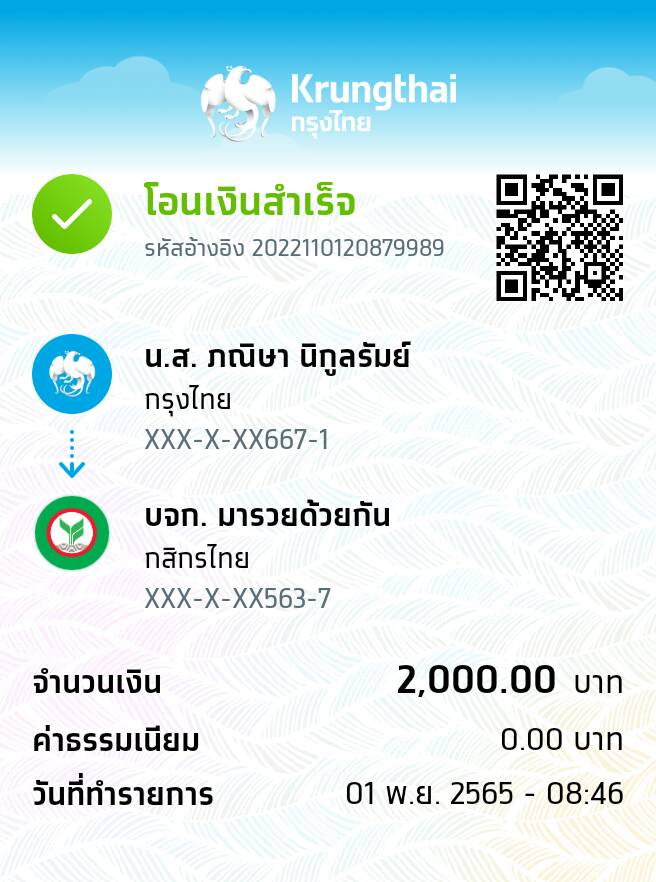 Krungthai
กรุงไทย
โอนเงินสำเร็จ
รหัสอ้างอิง 2022110120879989
น.ส. ภณิษา นิกูลรัมย์
กรุงไทย
XXX-X-XX667-1
บจก. มารวยด้วยกัน
กสิกรไทย
XXX-X-XX563-7
จำนวนเงิน 2,000.00 บาท
ค่าธรรมเนียม 0.00 บาท
วันที่ทำรายการ 01 พ.ย. 2565 - 08:46